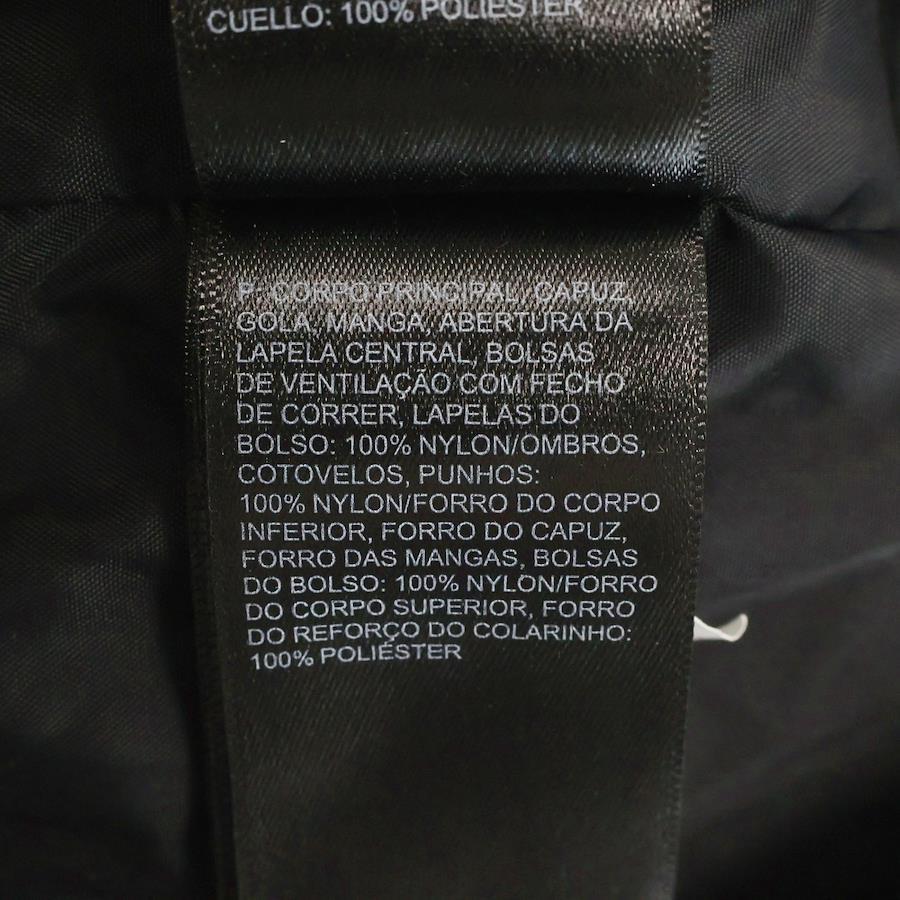 CUELLO: 100% POLIÉSTER
P: CORPO PRINCIPAL, CAPUZ,
GOLA, MANGA, ABERTURA DA
LAPELA CENTRAL, BOLSAS
DE VENTILAÇÃO COM FECHO
DE CORRER, LAPELAS DO
BOLSO: 100% NYLON/OMBROS,
COTOVELOS, PUNHOS:
100% NYLON/FORRO DO CORPO
INFERIOR, FORRO DO CAPUZ,
FORRO DAS MANGAS, BOLSAS
DO BOLSO: 100% NYLON/FORRO
DO CORPO SUPERIOR, FORRO
DO REFORÇO DO COLARINHO:
100% POLIÉSTER